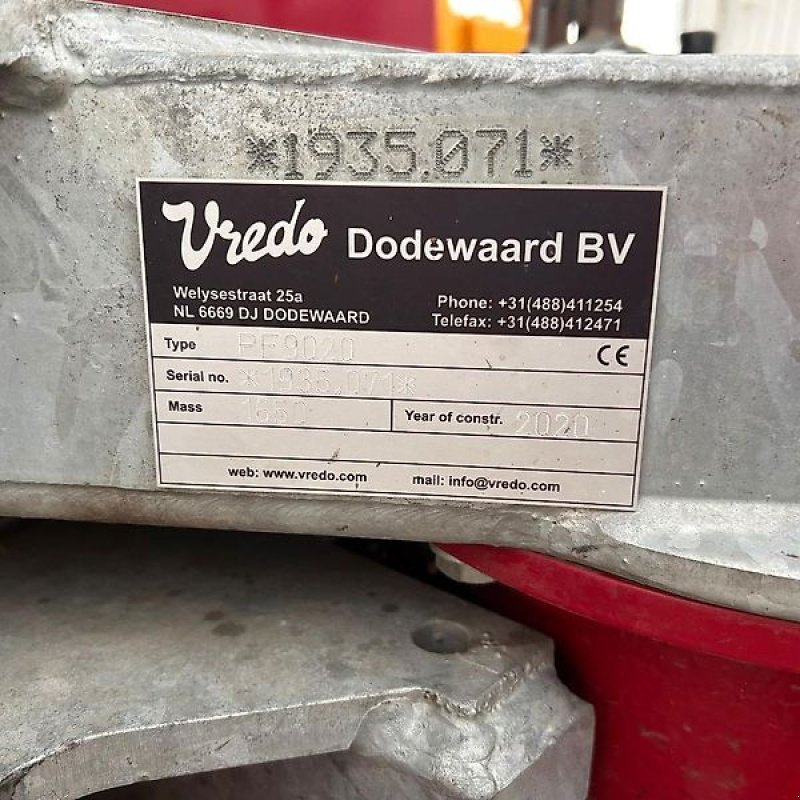 *1935.071*
Vredo Dodewaard BV
Welysestraat 25a
NL 6669 DJ DODEWAARD
Phone: +31(488)411254
Telefax: +31(488)412471
Type PF9020 CE
Serial no. *1935.071*
Mass 1650 Year of constr. 2020
web: www.vredo.com mail: info@vredo.com